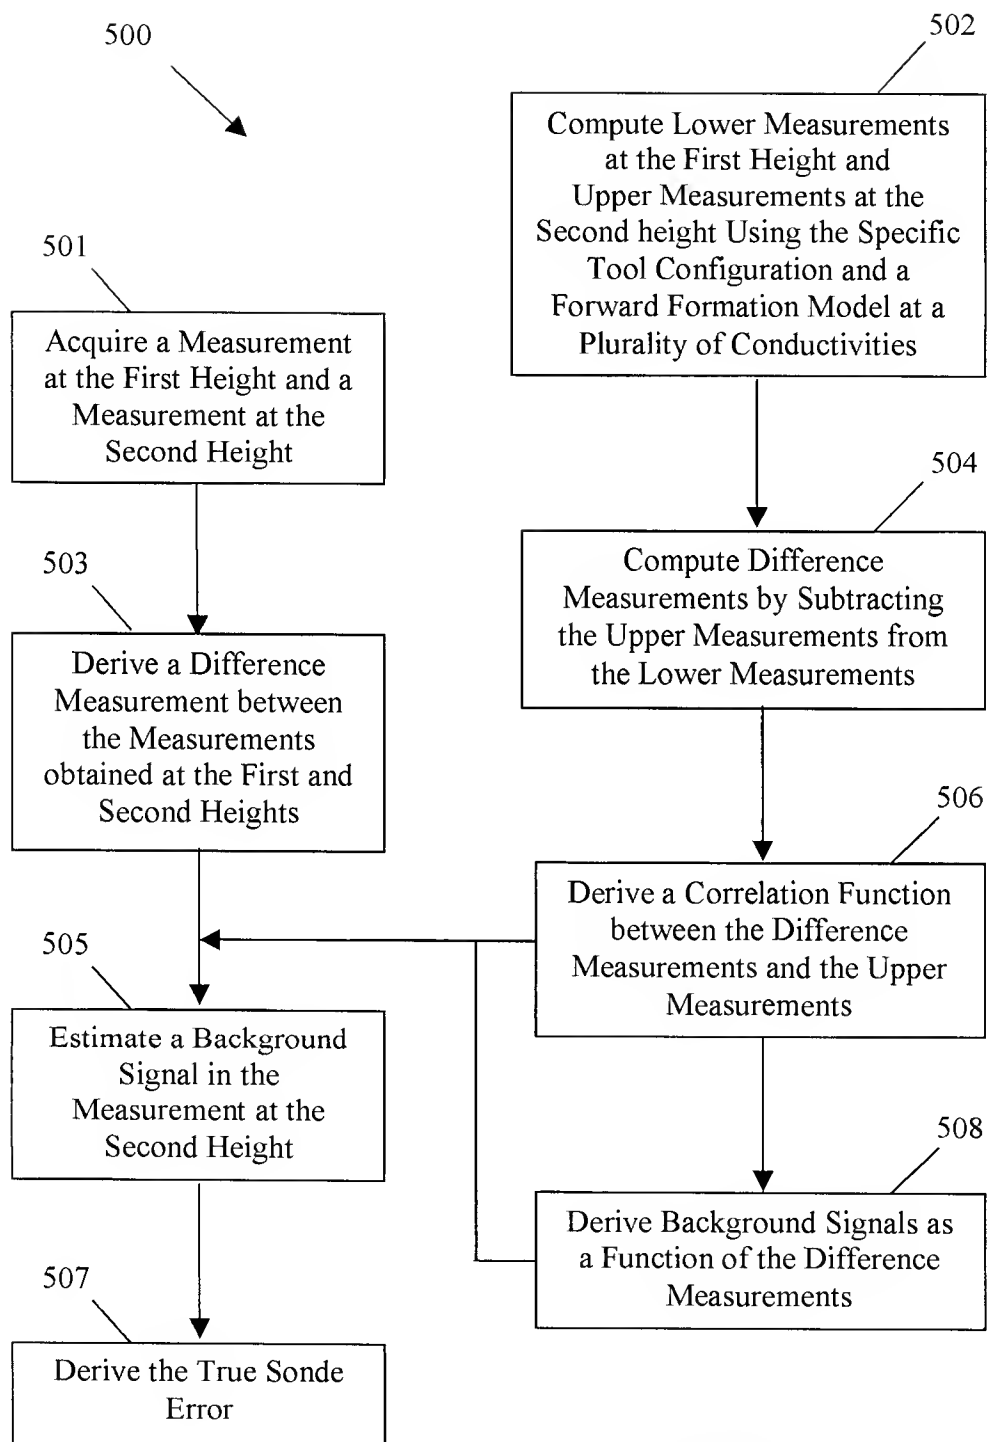 500
502
Compute Lower Measurements
at the First Height and
Upper Measurements at the
Second height Using the Specific
Tool Configuration and a
Forward Formation Model at a
Plurality of Conductivities
501
Acquire a Measurement
at the First Height and a
Measurement at the
Second Height
504
Compute Difference
Measurements by Subtracting
the Upper Measurements from
the Lower Measurements
503
Derive a Difference
Measurement between
the Measurements
obtained at the First and
Second Heights
506
Derive a Correlation Function
between the Difference
Measurements and the Upper
Measurements
505
Estimate a Background
Signal in the
Measurement at the
Second Height
508
Derive Background Signals as
a Function of the Difference
Measurements
507
Derive the True Sonde
Error